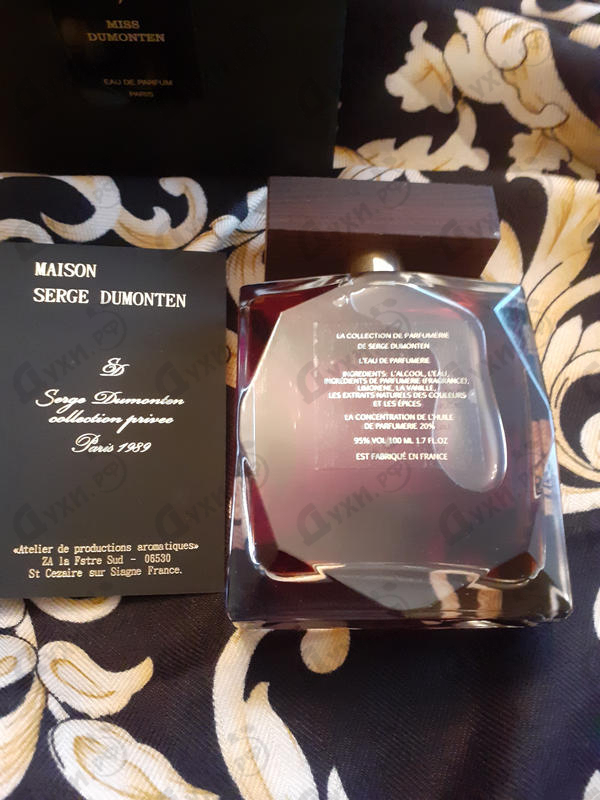 MISS
DUMONTEN
EAU DE PARFUM
PARIS
MAISON
SERGE DUMONTEN
SD
Serge Dumonten
collection privee
Paris 1989
«Atelier de productions aromatiques»
ZA la Fstre Sud - 06530
St Cezaire sur Siagne France.
LA COLLECTION DE PARFUMERIE
DE SERGE DUMONTEN
L'EAU DE PARFUMERIE
INGREDIENTS: L'ALCOOL, L'EAU,
INGREDIENTS DE PARFUMERIE (FRAGRANCE),
LIMONENE, LA VANILLE,
LES EXTRAITS NATURELS DES COULEURS
ET LES ÉPICES
LA CONCENTRATION DE L'HUILE
DE PARFUMERIE 20%
95% VOL 100 ML 1.7 FL.OZ
EST FABRIQUÉ EN FRANCE
Духи.рф